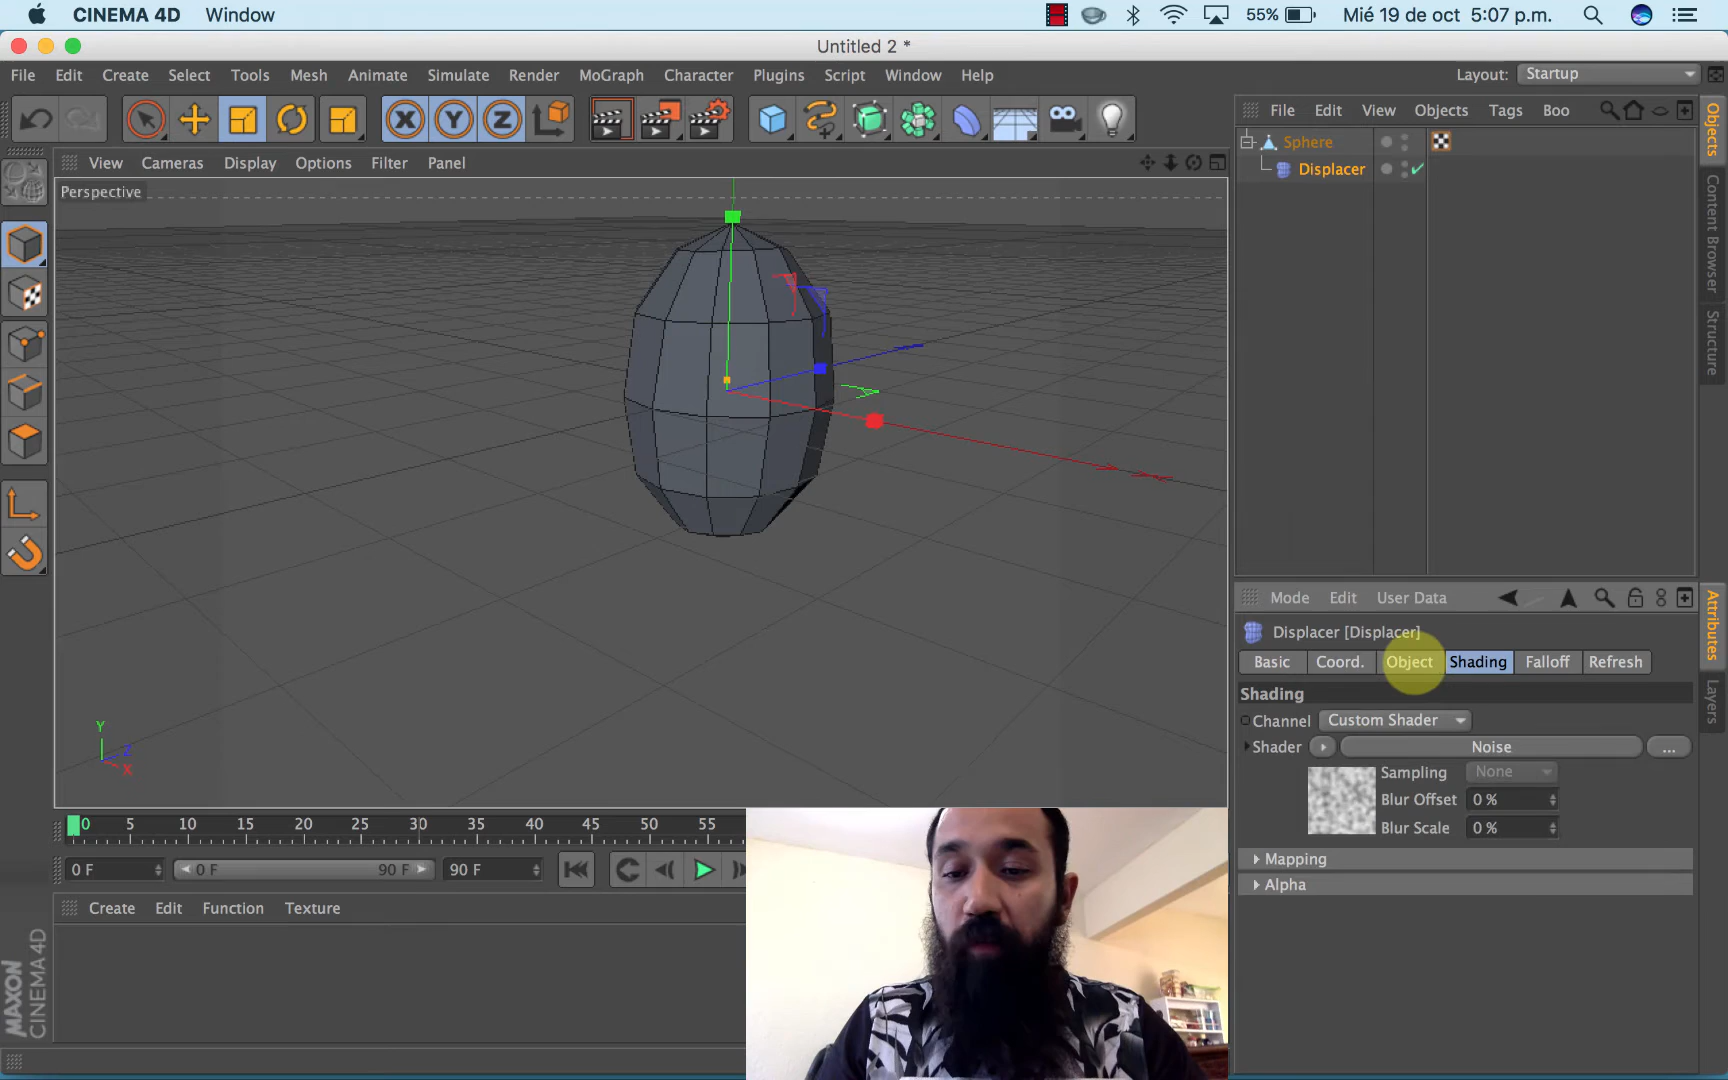 CINEMA 4D Window 55% Mié 19 de oct 5:07 p.m.
Untitled 2 *
File Edit Create Select Tools Mesh Animate Simulate Render MoGraph Character Plugins Script Window Help Layout: Startup
X Y Z
File Edit View Objects Tags Boo
View Cameras Display Options Filter Panel
Perspective
Sphere
Displacer
Objects
Content Browser
Structure
Y
Z
X
Mode Edit User Data
Displacer [Displacer]
Basic Coord. Object Shading Falloff Refresh
Shading
Channel Custom Shader
Shader Noise ...
Sampling None
Blur Offset 0 %
Blur Scale 0 %
Mapping
Alpha
Attributes
Layers
0 5 10 15 20 25 30 35 40 45 50 55
0 F 0 F 90 F 90 F
Create Edit Function Texture
MAXON
CINEMA 4D